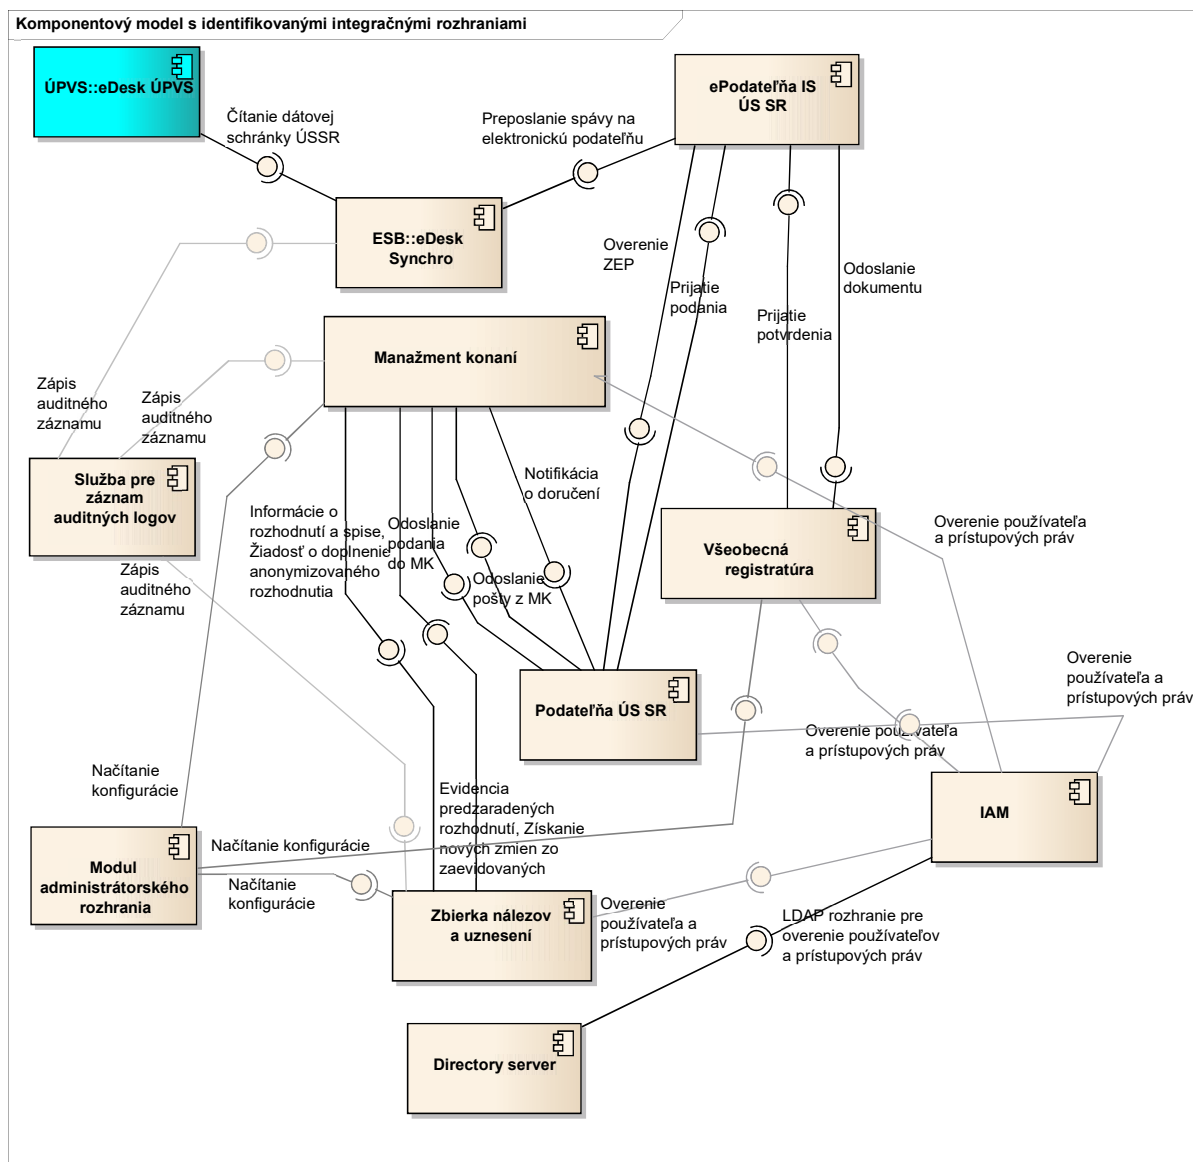 Komponentový model s identifikovanými integračnými rozhraniami
ÚPVS::eDesk ÚPVS
ePodateľňa IS
ÚS SR
Čítanie dátovej
schránky ÚSSR
Preposlanie spávy na
elektronickú podateľňu
ESB::eDesk
Synchro
Overenie
ZEP
Prijatie
podania
Odoslanie
dokumentu
Prijatie
potvrdenia
Manažment konaní
Zápis
auditného
záznamu
Zápis
auditného
záznamu
Služba pre
záznam
auditných logov
Notifikácia
o doručení
Informácie o
rozhodnutí a spise,
Žiadosť o doplnenie
anonymizovaného
rozhodnutia
Odoslanie
podania
do MK
Odoslanie
pošty z MK
Overenie používateľa
a prístupových práv
Všeobecná
registratúra
Zápis
auditného
záznamu
Overenie
používateľa a
prístupových práv
Podateľňa ÚS SR
Overenie používateľa
a prístupových práv
Načítanie
konfigurácie
Evidencia
predzaradených
rozhodnutí, Získanie
nových zmien zo
zaevidovaných
IAM
Modul
administrátorského
rozhrania
Načítanie konfigurácie
Načítanie
konfigurácie
Zbierka nálezov
a uznesení
Overenie
používateľa a
prístupových práv
LDAP rozhranie pre
overenie používateľov
a prístupových práv
Directory server